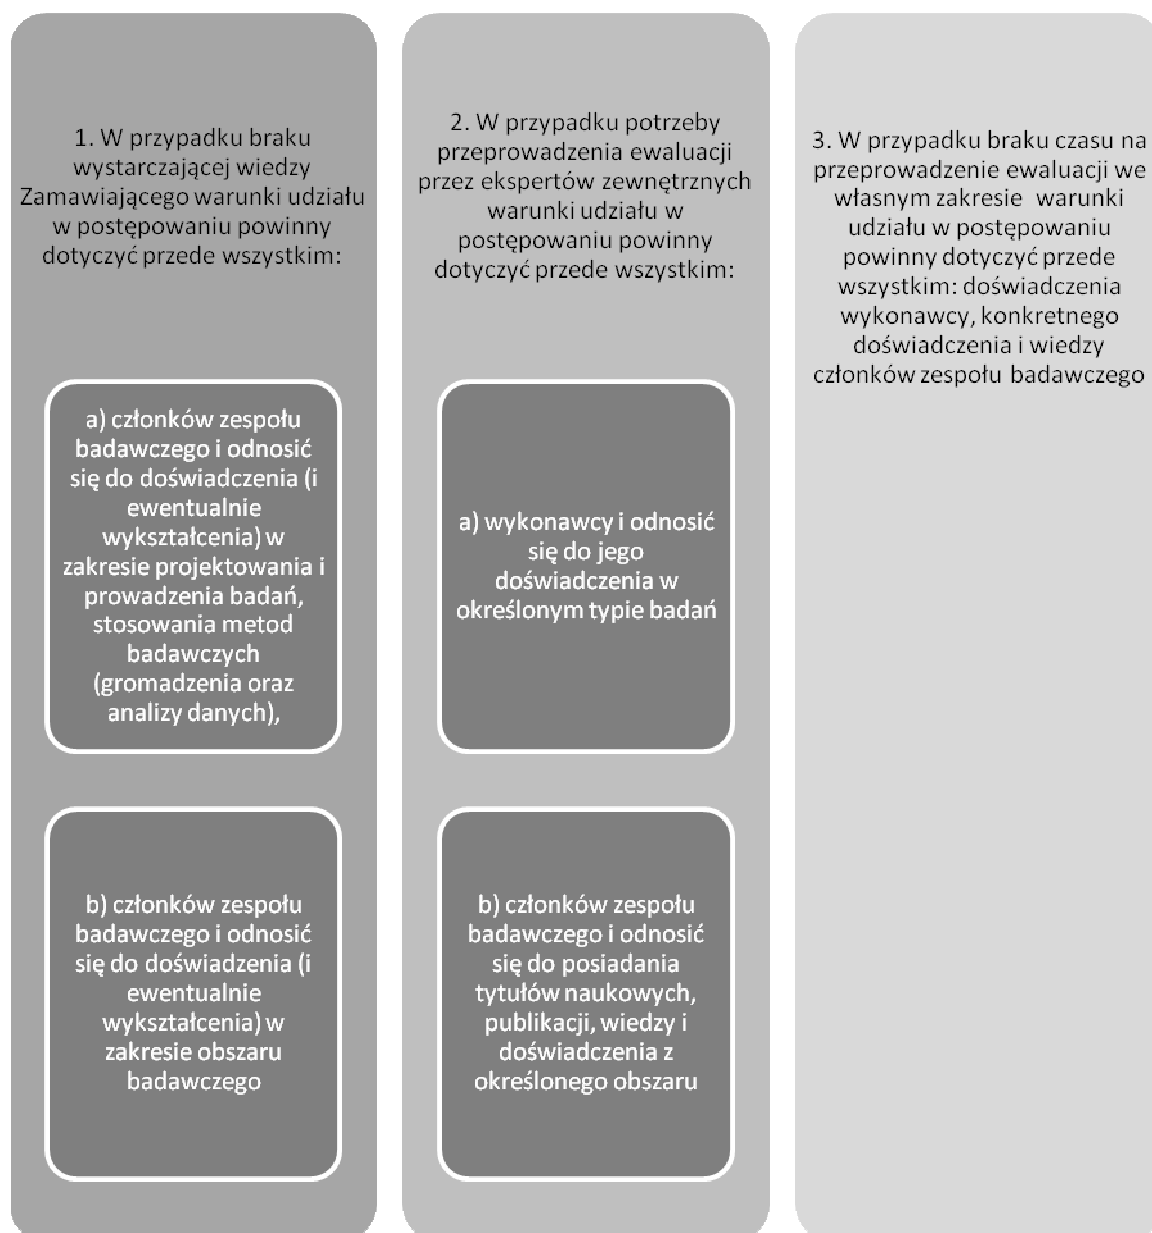 1. W przypadku braku
wystarczającej wiedzy
Zamawiającego warunki udziału
w postępowaniu powinny
dotyczyć przede wszystkim:
a) członków zespołu
badawczego i odnosić
się do doświadczenia (i
ewentualnie
wykształcenia) w
zakresie projektowania i
prowadzenia badań,
stosowania metod
badawczych
(gromadzenia oraz
analizy danych),
b) członków zespołu
badawczego i odnosić
się do doświadzenia (i
ewentualnie
wykształcenia) w
zakresie obszaru
badawczego
2. W przypadku potrzeby
przeprowadzenia ewaluacji
przez ekspertów zewnętrznych
warunki udziału w
postępowaniu powinny
dotyczyć przede wszystkim:
a) wykonawcy i odnosić
się do jego
doświadczenia w
określonym typie badań
b) członków zespołu
badawczego i odnosić
się do posiadania
tytułów naukowych,
publikacji, wiedzy i
doświadczenia z
określonego obszaru
3. W przypadku braku czasu na
przeprowadzenie ewaluacji we
własnym zakresie warunki
udziału w postępowaniu
powinny dotyczyć przede
wszystkim: doświadczenia
wykonawcy, konkretnego
doświadczenia i wiedzy
członków zespołu badawczego